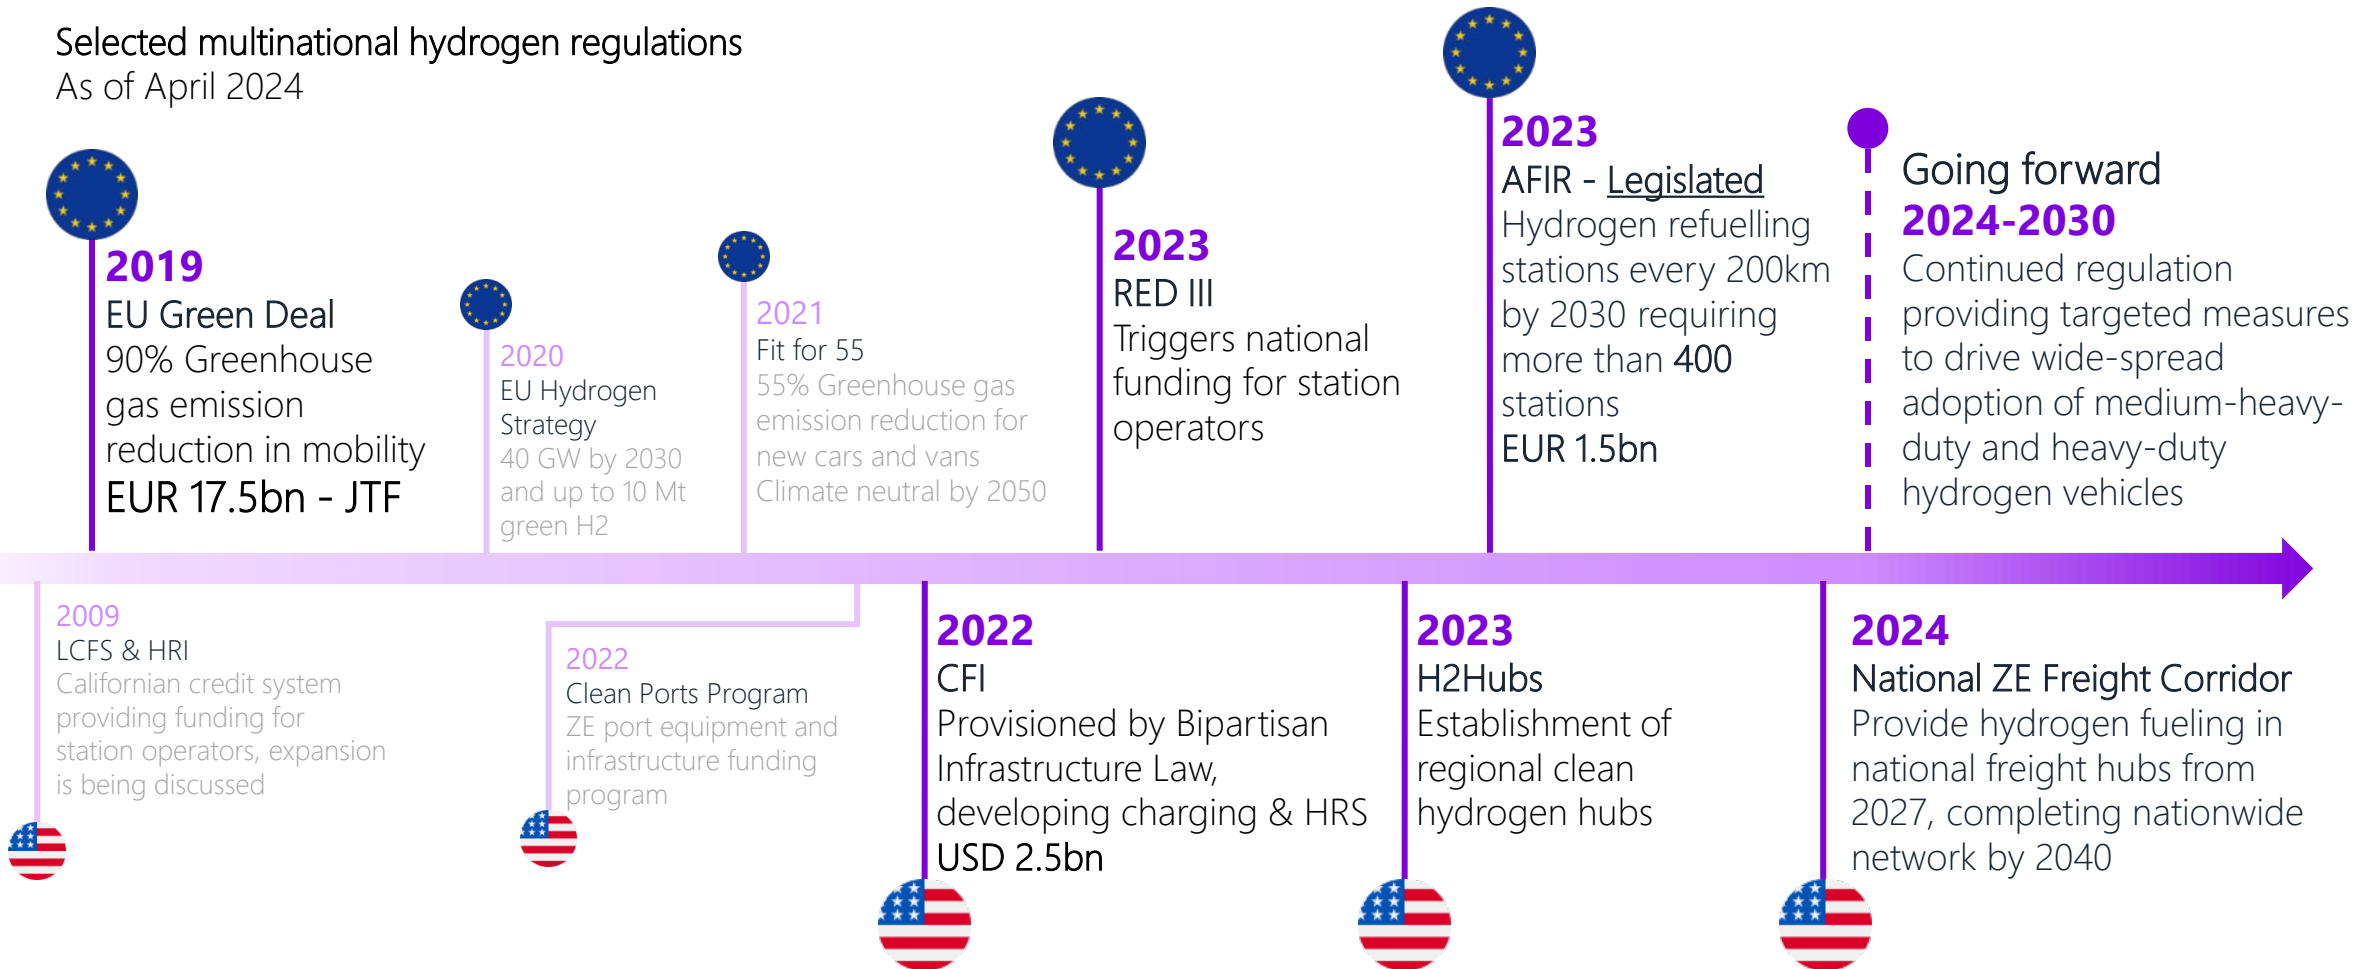 Selected multinational hydrogen regulations
As of April 2024
2019
EU Green Deal
90% Greenhouse
gas emission
reduction in mobility
EUR 17.5bn - JTF
2020
EU Hydrogen
Strategy
40 GW by 2030
and up to 10 Mt
green H2
2021
Fit for 55
55% Greenhouse gas
emission reduction for
new cars and vans
Climate neutral by 2050
2023
RED III
Triggers national
funding for station
operators
2023
AFIR - Legislated
Hydrogen refuelling
stations every 200km
by 2030 requiring
more than 400
stations
EUR 1.5bn
Going forward
2024-2030
Continued regulation
providing targeted measures
to drive wide-spread
adoption of medium-heavy-
duty and heavy-duty
hydrogen vehicles
2009
LCFS & HRI
Californian credit system
providing funding for
station operators, expansion
is being discussed
2022
Clean Ports Program
ZE port equipment and
infrastructure funding
program
2022
CFI
Provisioned by Bipartisan
Infrastructure Law,
developing charging & HRS
USD 2.5bn
2023
H2Hubs
Establishment of
regional clean
hydrogen hubs
2024
National ZE Freight Corridor
Provide hydrogen fueling in
national freight hubs from
2027, completing nationwide
network by 2040